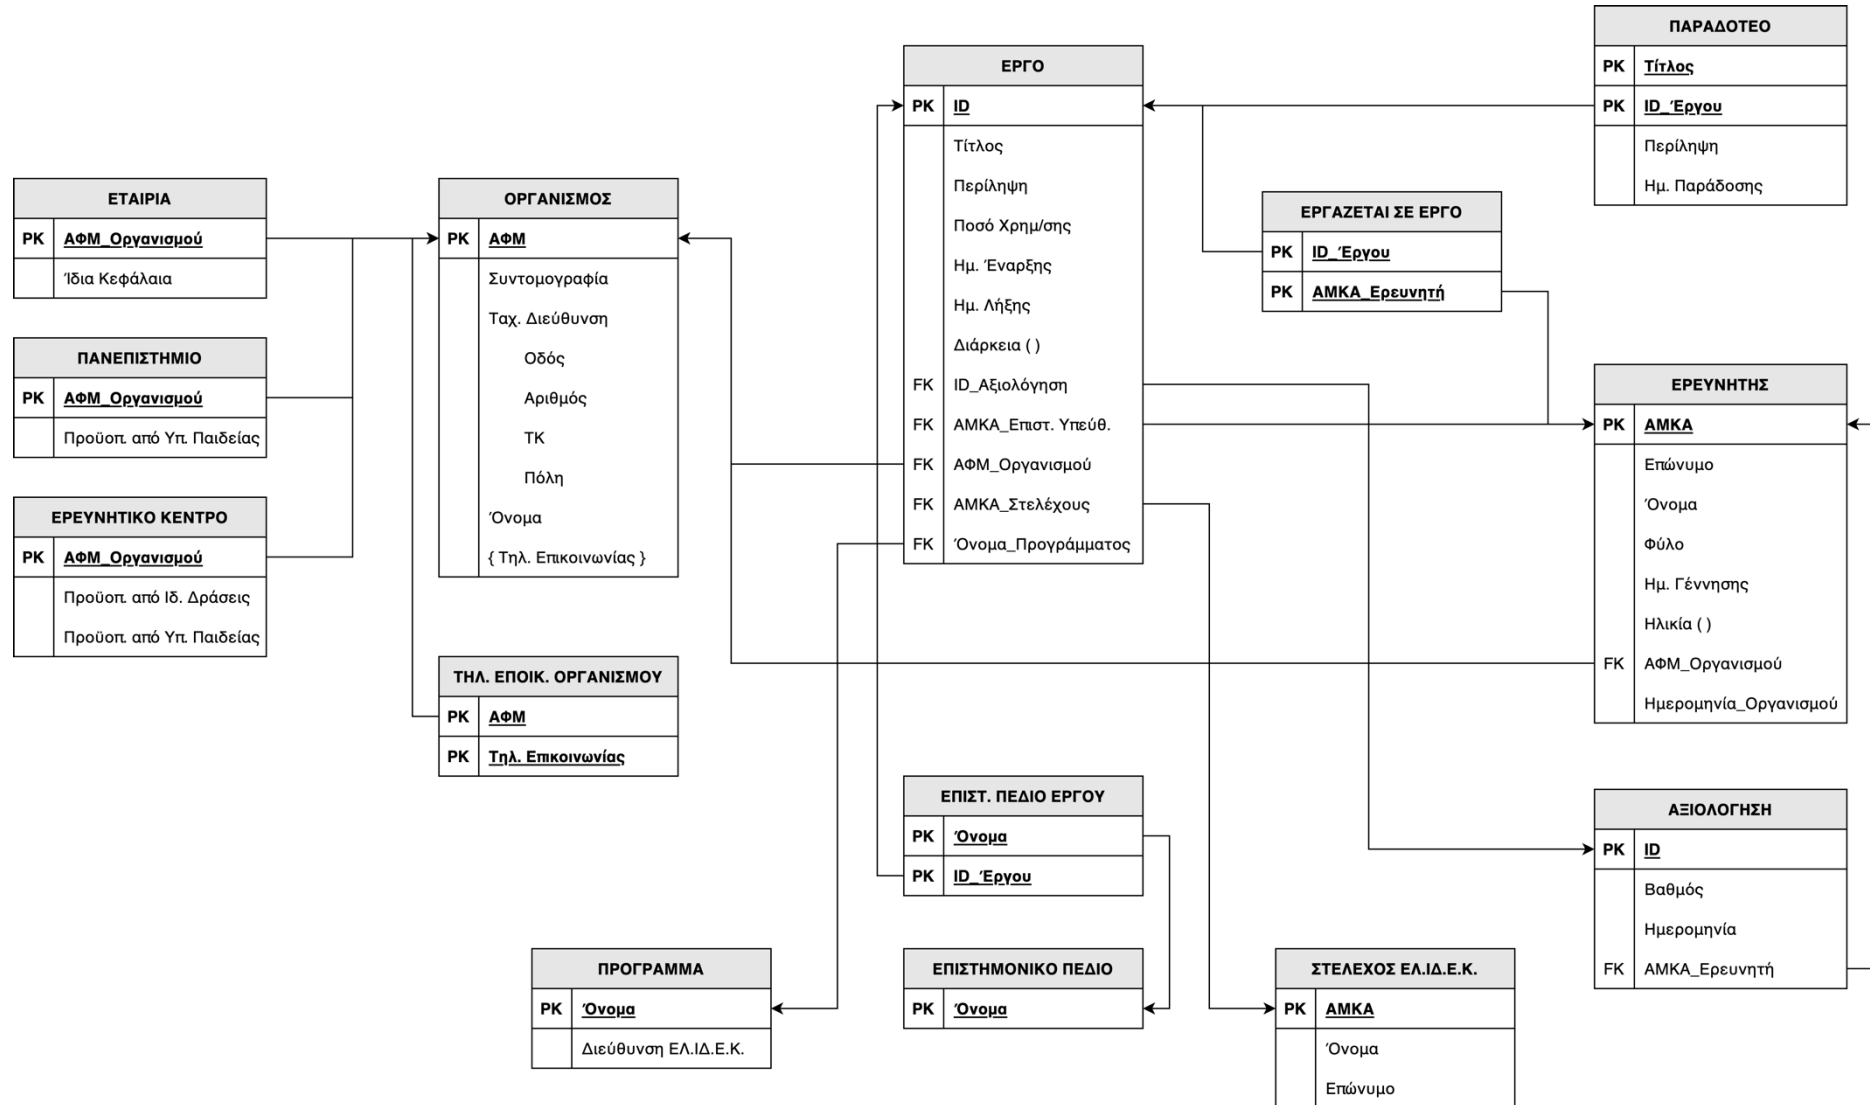 ΠΑΡΑΔΟΤΕΟ
PK Τίτλος
PK ID_Έργου
Περίληψη
Ημ. Παράδοσης
ΕΡΓΟ
PK ID
Τίτλος
Περίληψη
Ποσό Χρημ/σης
Ημ. Έναρξης
Ημ. Λήξης
Διάρκεια ( )
FK ID_Αξιολόγηση
FK ΑΜΚΑ_Επιστ. Υπεύθ.
FK ΑΦΜ_Οργανισμού
FK ΑΜΚΑ_Στελέχους
FK Όνομα_Προγράμματος
ΕΤΑΙΡΙΑ
PK ΑΦΜ_Οργανισμού
Ίδια Κεφάλαια
ΠΑΝΕΠΙΣΤΗΜΙΟ
PK ΑΦΜ_Οργανισμού
Προϋοπ. από Υπ. Παιδείας
ΕΡΕΥΝΗΤΙΚΟ ΚΕΝΤΡΟ
PK ΑΦΜ_Οργανισμού
Προϋοπ. από Ιδ. Δράσεις
Προϋοπ. από Υπ. Παιδείας
ΟΡΓΑΝΙΣΜΟΣ
PK ΑΦΜ
Συντομογραφία
Ταχ. Διεύθυνση
Οδός
Αριθμός
ΤΚ
Πόλη
Όνομα
{ Τηλ. Επικοινωνίας }
ΤΗΛ. ΕΠΟΙΚ. ΟΡΓΑΝΙΣΜΟΥ
PK ΑΦΜ
PK Τηλ. Επικοινωνίας
ΕΡΓΑΖΕΤΑΙ ΣΕ ΕΡΓΟ
PK ID_Έργου
PK ΑΜΚΑ_Ερευνητή
ΕΡΕΥΝΗΤΗΣ
PK ΑΜΚΑ
Επώνυμο
Όνομα
Φύλο
Ημ. Γέννησης
Ηλικία ( )
FK ΑΦΜ_Οργανισμού
Ημερομηνία_Οργανισμού
ΕΠΙΣΤ. ΠΕΔΙΟ ΕΡΓΟΥ
PK Όνομα
PK ID_Έργου
ΑΞΙΟΛΟΓΗΣΗ
PK ID
Βαθμός
Ημερομηνία
FK ΑΜΚΑ_Ερευνητή
ΠΡΟΓΡΑΜΜΑ
PK Όνομα
Διεύθυνση ΕΛ.ΙΔ.Ε.Κ.
ΕΠΙΣΤΗΜΟΝΙΚΟ ΠΕΔΙΟ
PK Όνομα
ΣΤΕΛΕΧΟΣ ΕΛ.ΙΔ.Ε.Κ.
PK ΑΜΚΑ
Όνομα
Επώνυμο